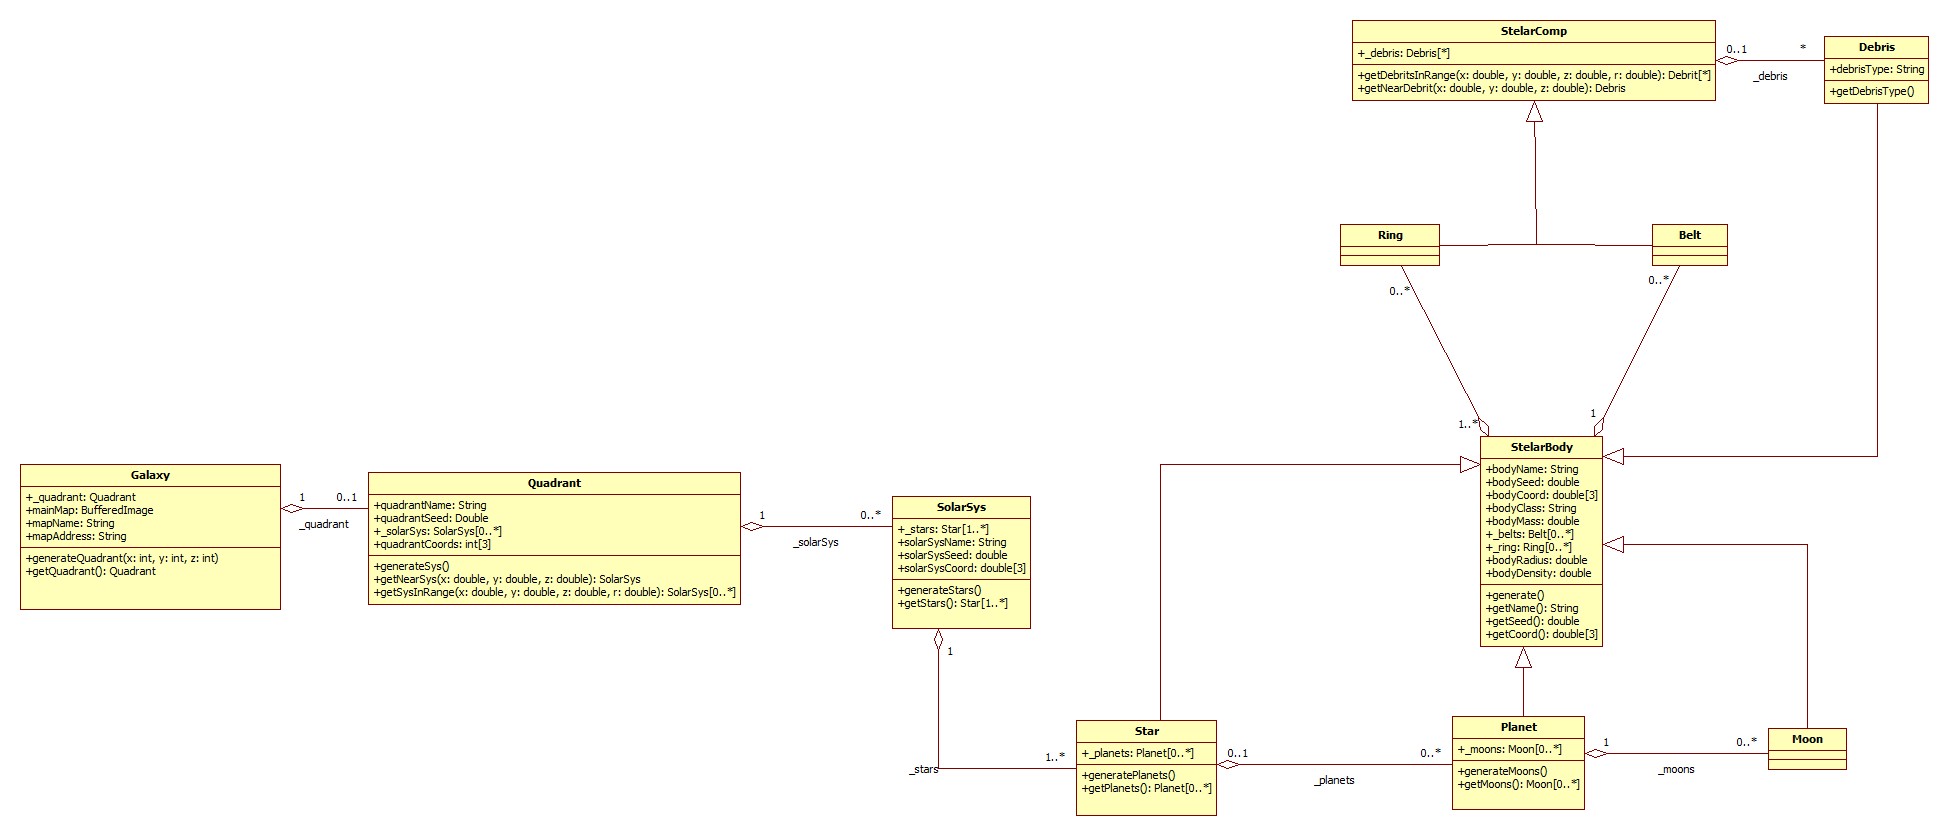 StelarComp
+_debris: Debris[*]
+getDebritsInRange(x: double, y: double, z: double, r: double): Debrit[*]
+getNearDebrit(x: double, y: double, z: double): Debris
0..1
*
_debris
Debris
+debrisType: String
+getDebrisType()
Ring
Belt
0..*
0..*
1..*
1
StelarBody
+bodyName: String
+bodySeed: double
+bodyCoord: double[3]
+bodyClass: String
+bodyMass: double
+_belts: Belt[0..*]
+_ring: Ring[0..*]
+bodyRadius: double
+bodyDensity: double
+generate()
+getName(): String
+getSeed(): double
+getCoord(): double[3]
Galaxy
+_quadrant: Quadrant
+mainMap: BufferedImage
+mapName: String
+mapAddress: String
+generateQuadrant(x: int, y: int, z: int)
+getQuadrant(): Quadrant
1
0..1
_quadrant
Quadrant
+quadrantName: String
+quadrantSeed: Double
+_solarSys: SolarSys[0..*]
+quadrantCoords: int[3]
+generateSys()
+getNearSys(x: double, y: double, z: double): SolarSys
+getSysInRange(x: double, y: double, z: double, r: double): SolarSys[0..*]
1
0..*
_solarSys
SolarSys
+_stars: Star[1..*]
+solarSysName: String
+solarSysSeed: double
+solarSysCoord: double[3]
+generateStars()
+getStars(): Star[1..*]
1
1..*
_stars
Star
+_planets: Planet[0..*]
+generatePlanets()
+getPlanets(): Planet[0..*]
0..1
0..*
_planets
Planet
+_moons: Moon[0..*]
+generateMoons()
+getMoons(): Moon[0..*]
1
0..*
_moons
Moon